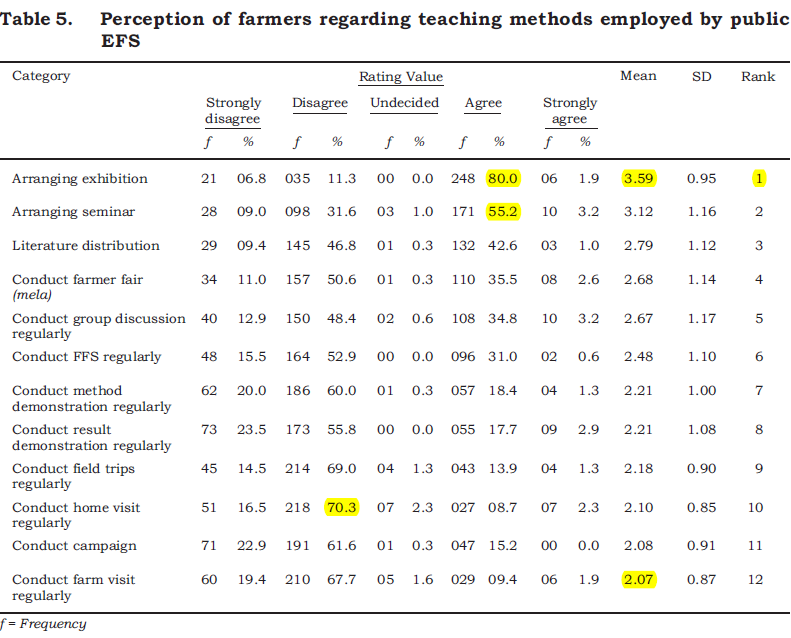 Table 5. Perception of farmers regarding teaching methods employed by public
EFS
Category Rating Value Mean SD Rank
Strongly disagree Disagree Undecided Agree Strongly agree
f % f % f % f % f %
Arranging exhibition 21 06.8 035 11.3 00 0.0 248 80.0 06 1.9 3.59 0.95 1
Arranging seminar 28 09.0 098 31.6 03 1.0 171 55.2 10 3.2 3.12 1.16 2
Literature distribution 29 09.4 145 46.8 01 0.3 132 42.6 03 1.0 2.79 1.12 3
Conduct farmer fair 34 11.0 157 50.6 01 0.3 110 35.5 08 2.6 2.68 1.14 4
(mela)
Conduct group discussion 40 12.9 150 48.4 02 0.6 108 34.8 10 3.2 2.67 1.17 5
regularly
Conduct FFS regularly 48 15.5 164 52.9 00 0.0 096 31.0 02 0.6 2.48 1.10 6
Conduct method 62 20.0 186 60.0 01 0.3 057 18.4 04 1.3 2.21 1.00 7
demonstration regularly
Conduct result 73 23.5 173 55.8 00 0.0 055 17.7 09 2.9 2.21 1.08 8
demonstration regularly
Conduct field trips 45 14.5 214 69.0 04 1.3 043 13.9 04 1.3 2.18 0.90 9
regularly
Conduct home visit 51 16.5 218 70.3 07 2.3 027 08.7 07 2.3 2.10 0.85 10
regularly
Conduct campaign 71 22.9 191 61.6 01 0.3 047 15.2 00 0.0 2.08 0.91 11
Conduct farm visit 60 19.4 210 67.7 05 1.6 029 09.4 06 1.9 2.07 0.87 12
regularly
f = Frequency